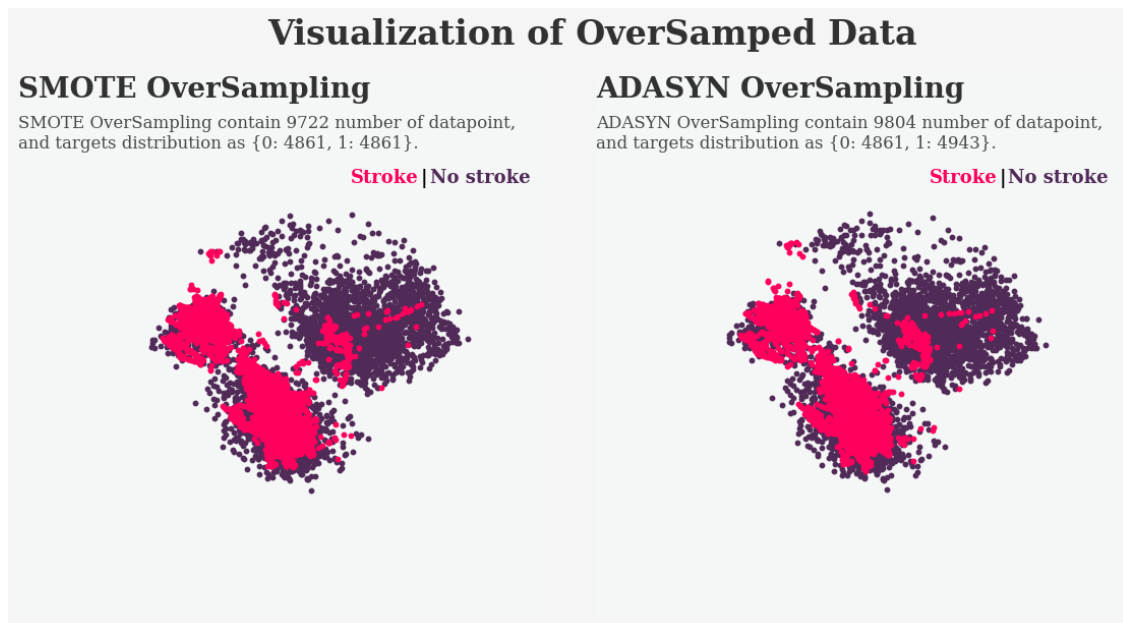 Visualization of OverSamped Data
SMOTE OverSampling
SMOTE OverSampling contain 9722 number of datapoint,
and targets distribution as {0: 4861, 1: 4861}.
Stroke|No stroke
ADASYN OverSampling
ADASYN OverSampling contain 9804 number of datapoint,
and targets distribution as {0: 4861, 1: 4943}.
Stroke|No stroke